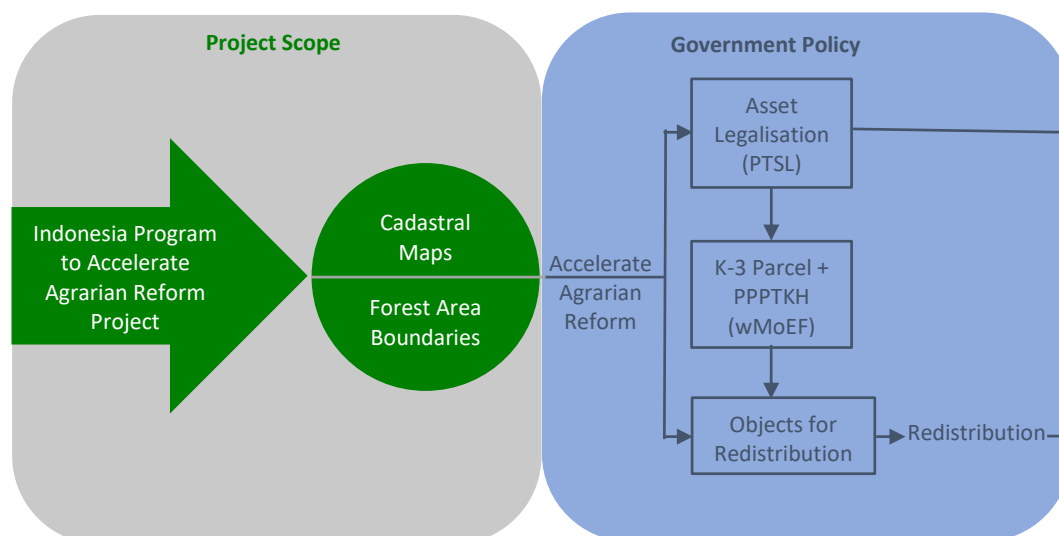 Project Scope
Government Policy
Indonesia Program
to Accelerate
Agrarian Reform
Project
Cadastral
Maps
Forest Area
Boundaries
Accelerate
Agrarian
Reform
Asset
Legalisation
(PTSL)
K-3 Parcel +
PPPTKH
(wMoEF)
Objects for
Redistribution
Redistribution